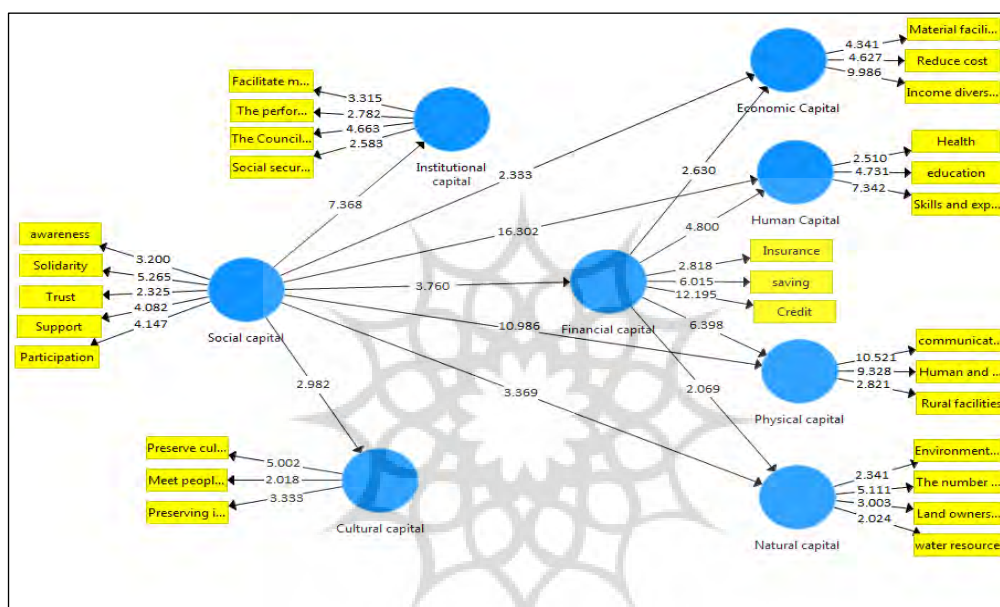 Facilitate m...
The perfor...
The Council...
Social secur...
3.315
2.782
4.663
2.583
Institutional
capital
7.368
awareness
Solidarity
Trust
Support
Participation
3.200
5.265
2.325
4.082
4.147
Social capital
2.333
16.302
3.760
10.986
3.369
2.982
Preserve cul...
Meet peopl...
Preserving i...
5.002
2.018
3.333
Cultural capital
Financial capital
2.630
4.800
2.818
6.015
12.195
6.398
2.069
Insurance
saving
Credit
Economic Capital
4.341
4.627
9.986
Material facili...
Reduce cost
Income divers...
Human Capital
2.510
4.731
7.342
Health
education
Skills and exp...
Physical capital
10.521
9.328
2.821
communicat...
Human and ...
Rural facilities
Natural capital
2.341
5.111
3.003
2.024
Environment...
The number ...
Land owners...
water resource